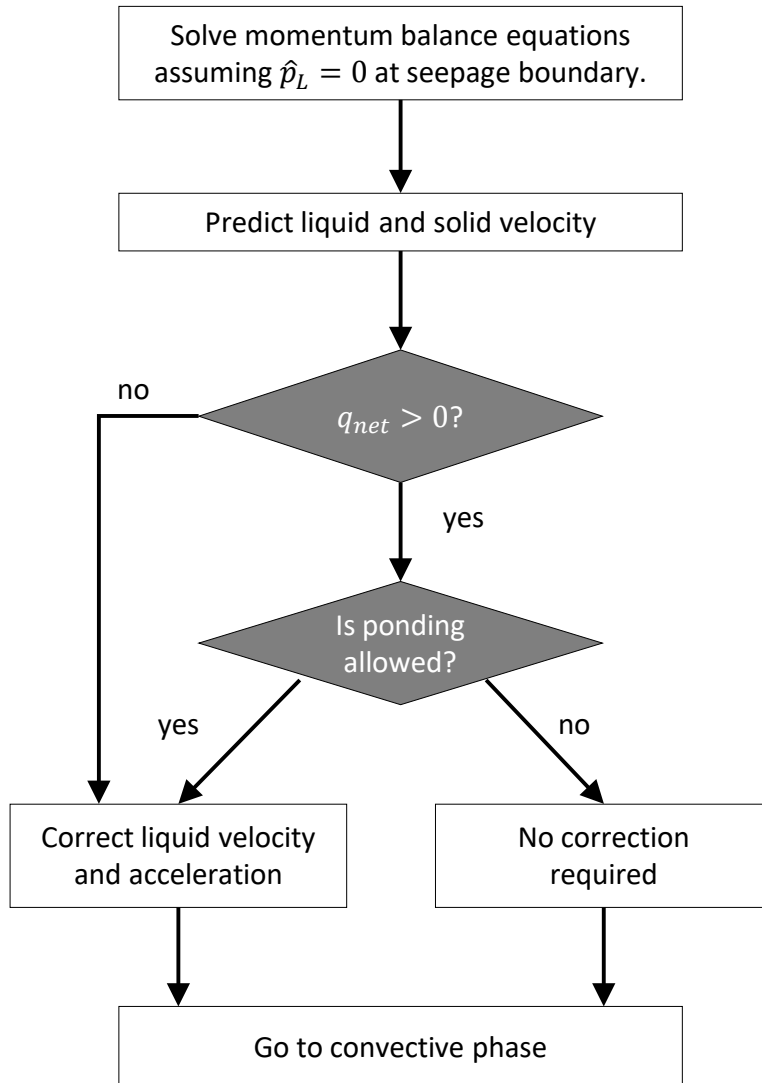 Solve momentum balance equations
assuming p̂_L = 0 at seepage boundary.
Predict liquid and solid velocity
no
q_net > 0?
yes
Is ponding
allowed?
yes
no
Correct liquid velocity
and acceleration
No correction
required
Go to convective phase